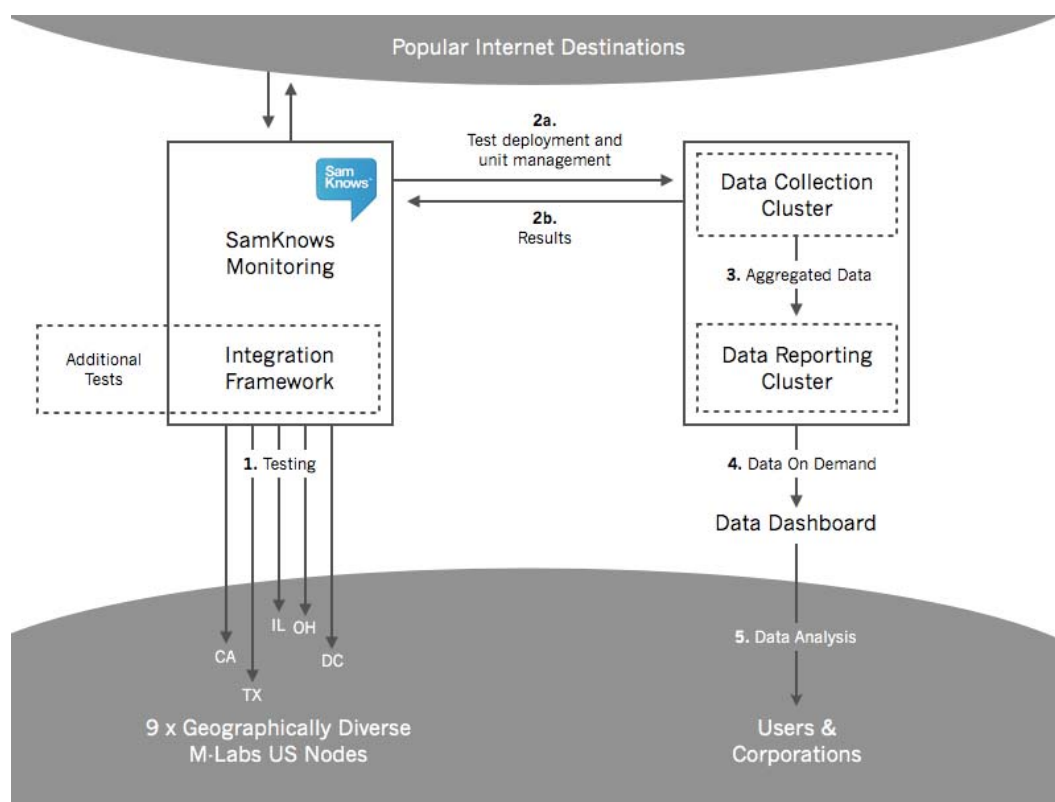 Popular Internet Destinations
2a.
Test deployment and
unit management
Sam
Knows™
SamKnows
Monitoring
2b.
Results
Data Collection
Cluster
3. Aggregated Data
Additional
Tests
Integration
Framework
Data Reporting
Cluster
1. Testing
4. Data On Demand
Data Dashboard
CA
TX
IL
OH
DC
5. Data Analysis
9 x Geographically Diverse
M-Labs US Nodes
Users &
Corporations